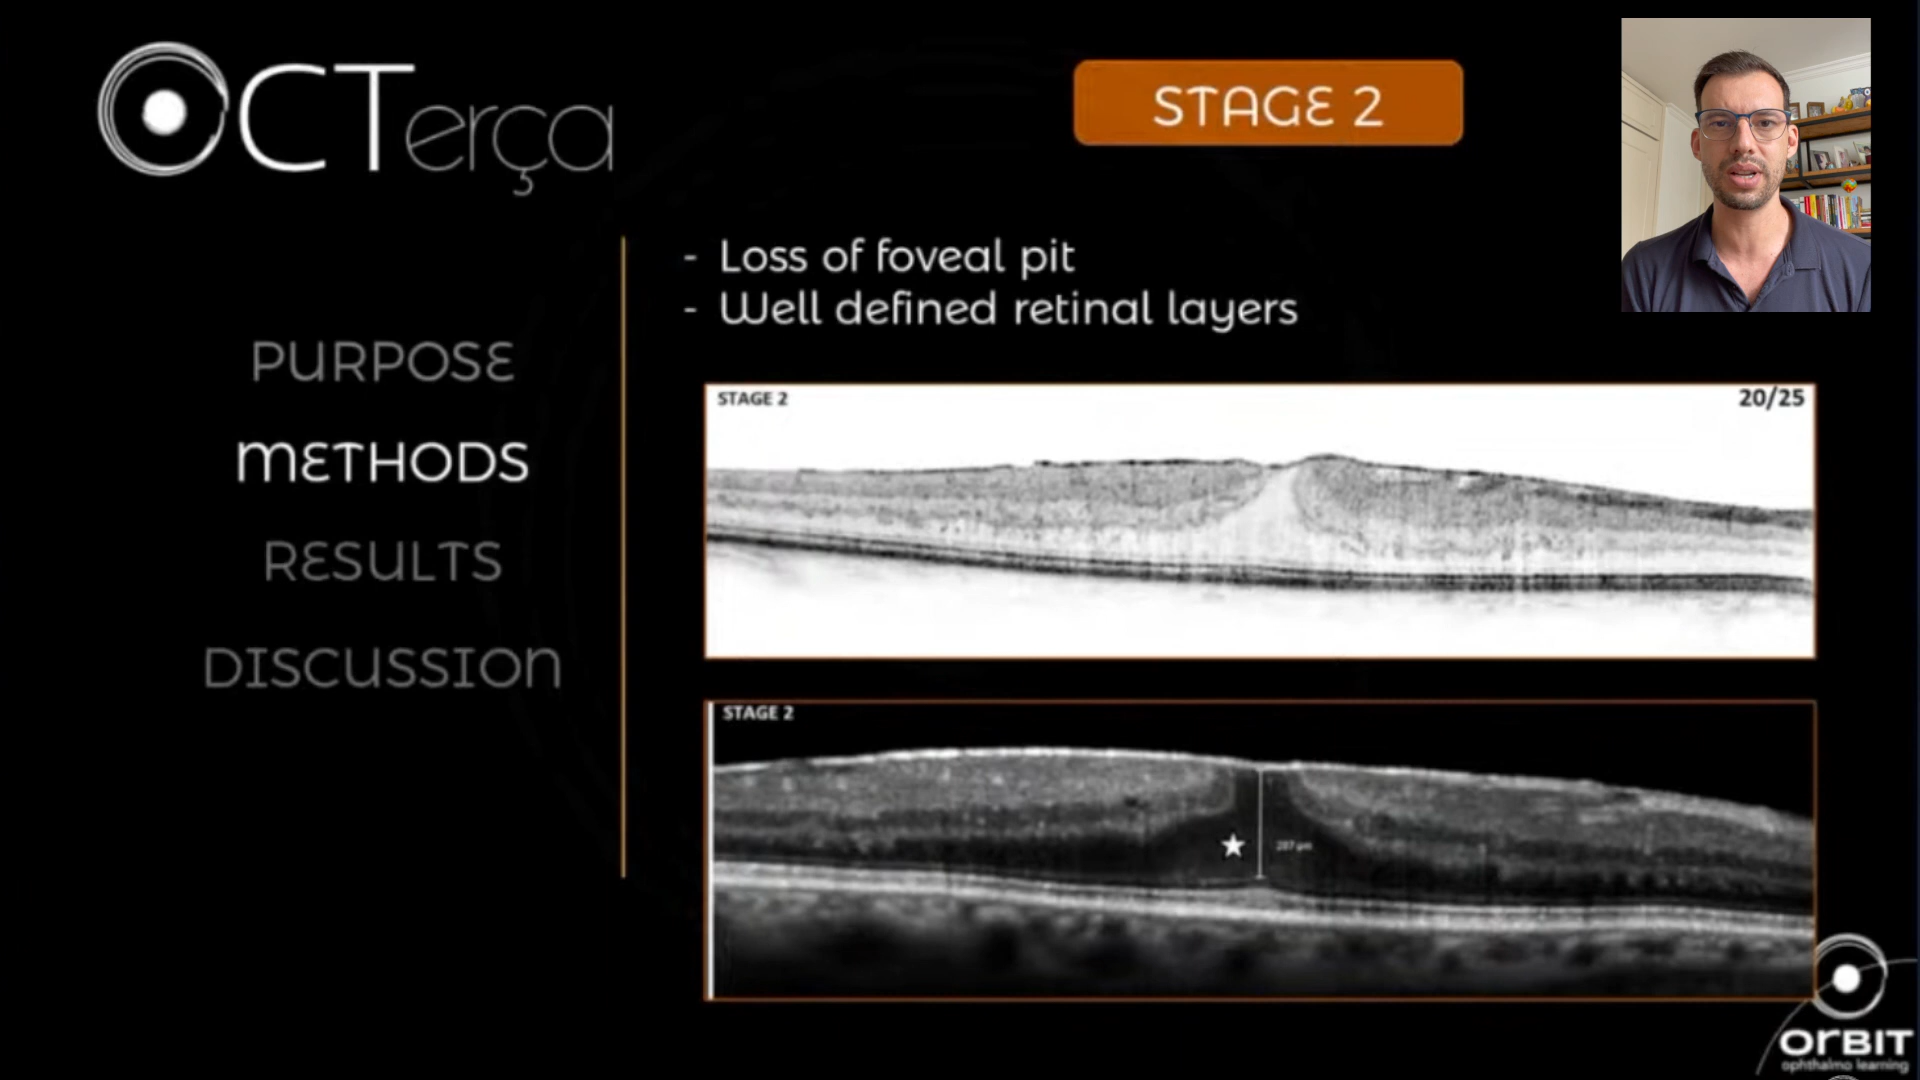 OCTerça
STAGE 2
- Loss of foveal pit
- Well defined retinal layers
PURPOSE
METHODS
RESULTS
DISCUSSION
STAGE 2
20/25
STAGE 2
ORBIT
ophthalmo learning